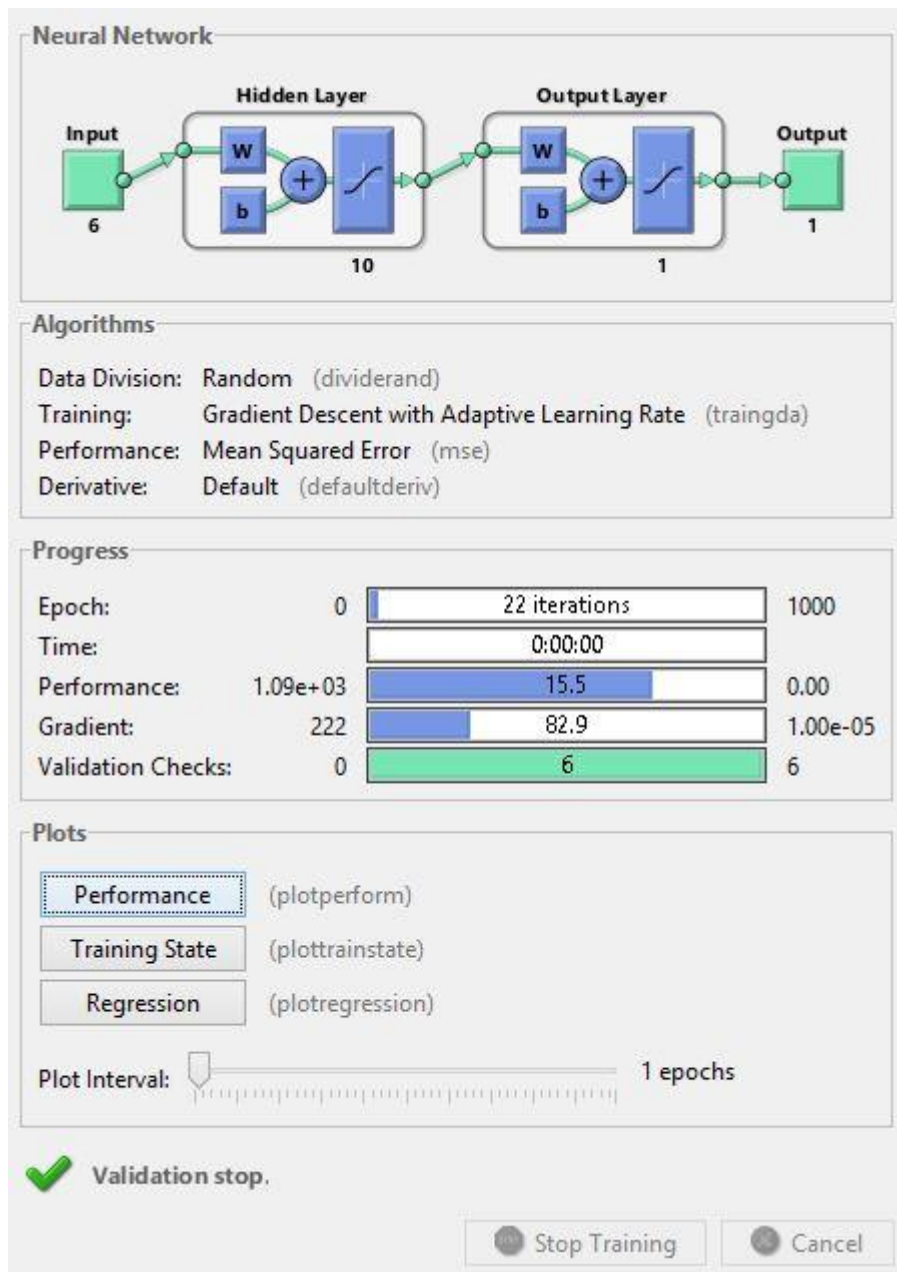 Neural Network
Hidden Layer
Output Layer
Input
Output
W
b
+
W
b
+
6
10
1
1
Algorithms
Data Division: Random (dividerand)
Training: Gradient Descent with Adaptive Learning Rate (traingda)
Performance: Mean Squared Error (mse)
Derivative: Default (defaultderiv)
Progress
Epoch: 0 22 iterations 1000
Time: 0:00:00
Performance: 1.09e+03 15.5 0.00
Gradient: 222 82.9 1.00e-05
Validation Checks: 0 6 6
Plots
Performance (plotperform)
Training State (plottrainstate)
Regression (plotregression)
Plot Interval: 1 epochs
Validation stop.
Stop Training Cancel